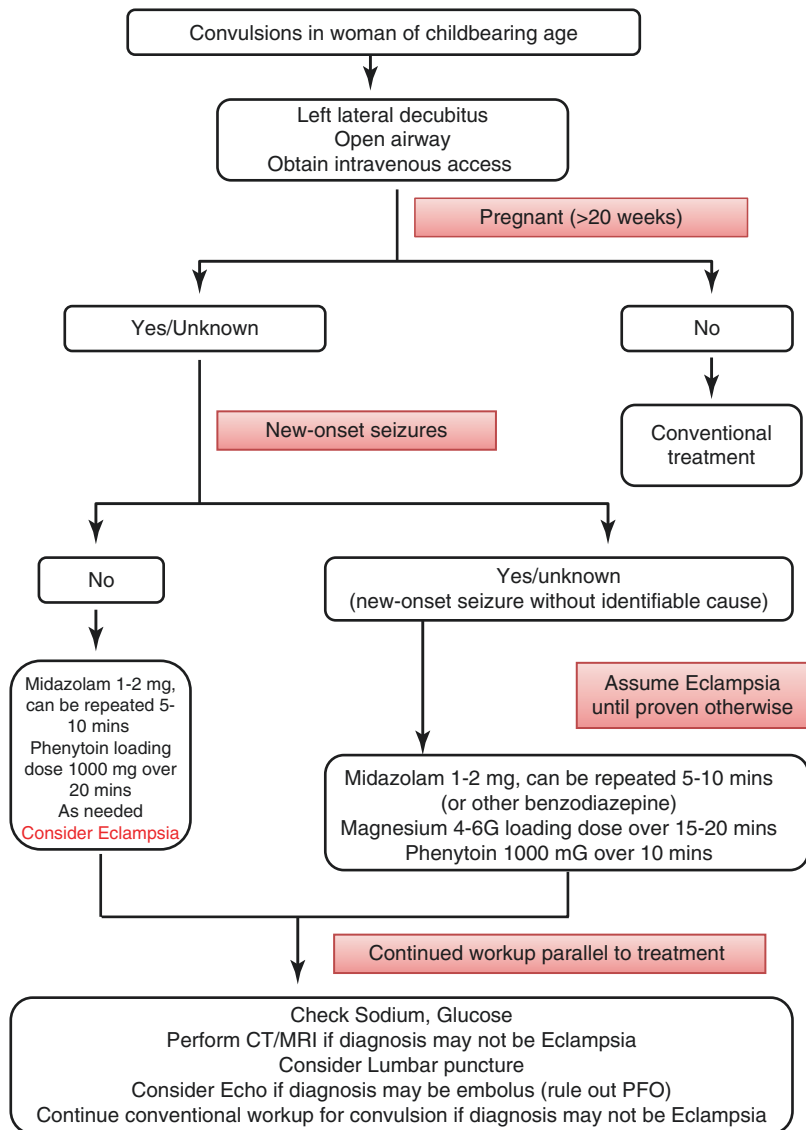 Convulsions in woman of childbearing age
Left lateral decubitus
Open airway
Obtain intravenous access
Pregnant (>20 weeks)
Yes/Unknown
No
New-onset seizures
Conventional
treatment
No
Yes/unknown
(new-onset seizure without identifiable cause)
Midazolam 1-2 mg,
can be repeated 5-
10 mins
Phenytoin loading
dose 1000 mg over
20 mins
As needed
Consider Eclampsia
Assume Eclampsia
until proven otherwise
Midazolam 1-2 mg, can be repeated 5-10 mins
(or other benzodiazepine)
Magnesium 4-6G loading dose over 15-20 mins
Phenytoin 1000 mG over 10 mins
Continued workup parallel to treatment
Check Sodium, Glucose
Perform CT/MRI if diagnosis may not be Eclampsia
Consider Lumbar puncture
Consider Echo if diagnosis may be embolus (rule out PFO)
Continue conventional workup for convulsion if diagnosis may not be Eclampsia